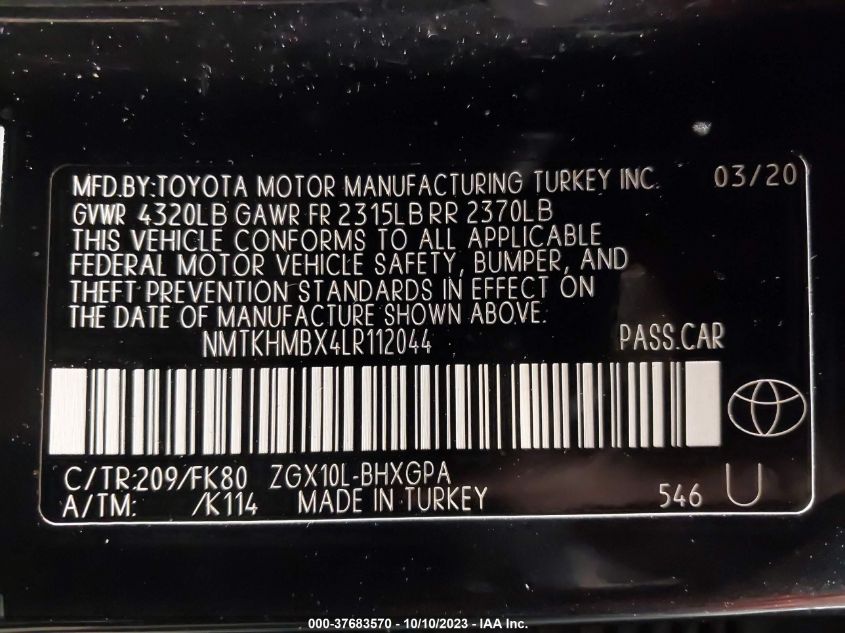 MFD.BY:TOYOTA MOTOR MANUFACTURING TURKEY INC. 03/20
GVWR 4320LB GAWR FR 2315LB RR 2370LB
THIS VEHICLE CONFORMS TO ALL APPLICABLE
FEDERAL MOTOR VEHICLE SAFETY, BUMPER, AND
THEFT PREVENTION STANDARDS IN EFFECT ON
THE DATE OF MANUFACTURE SHOWN ABOVE.
NMTKHMBX4LR112044 PASS.CAR
C/TR:209/FK80 ZGX10L-BHXGPA
A/TM: /K114 MADE IN TURKEY 546 U
000-37683570 - 10/10/2023 - IAA Inc.